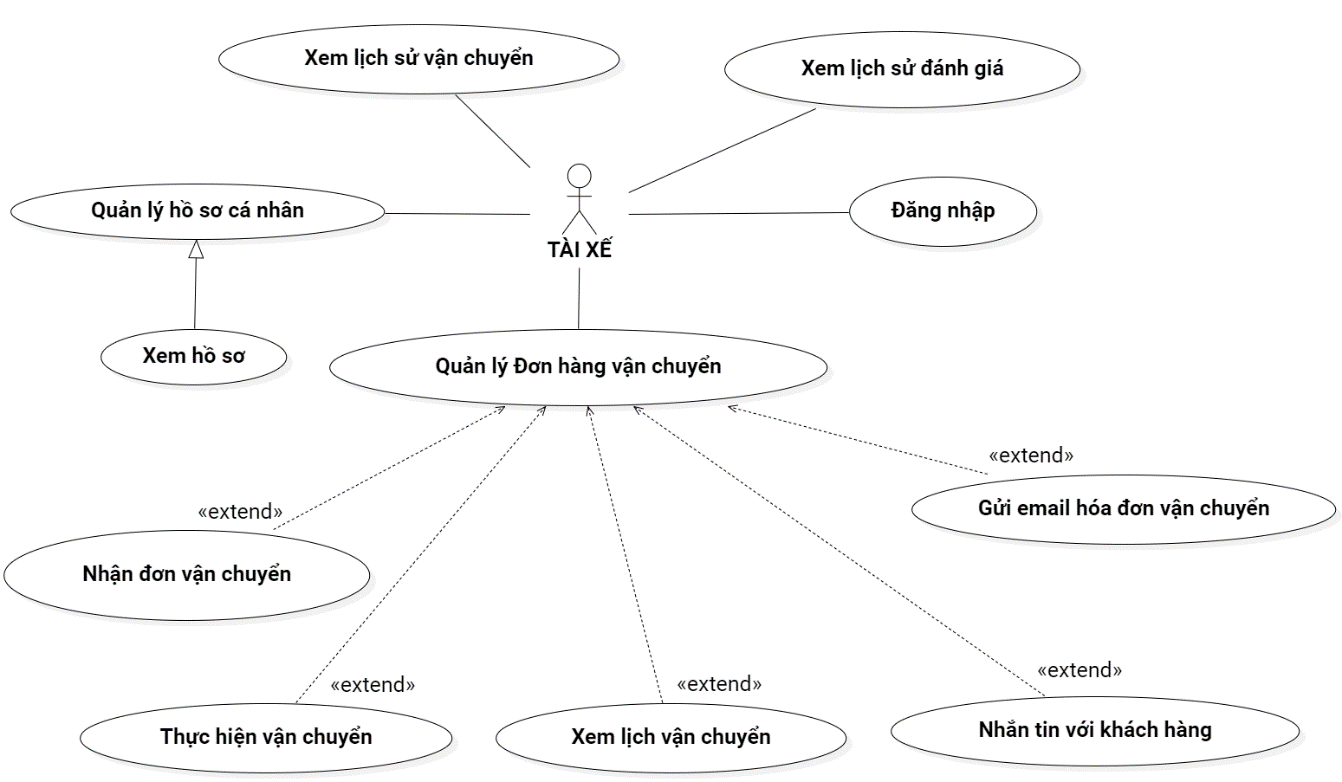 Xem lịch sử vận chuyển
Xem lịch sử đánh giá
Quản lý hồ sơ cá nhân
Đăng nhập
TÀI XẾ
Xem hồ sơ
Quản lý Đơn hàng vận chuyển
«extend»
Gửi email hóa đơn vận chuyển
«extend»
Nhận đơn vận chuyển
«extend»
«extend»
«extend»
Thực hiện vận chuyển
Xem lịch vận chuyển
Nhắn tin với khách hàng